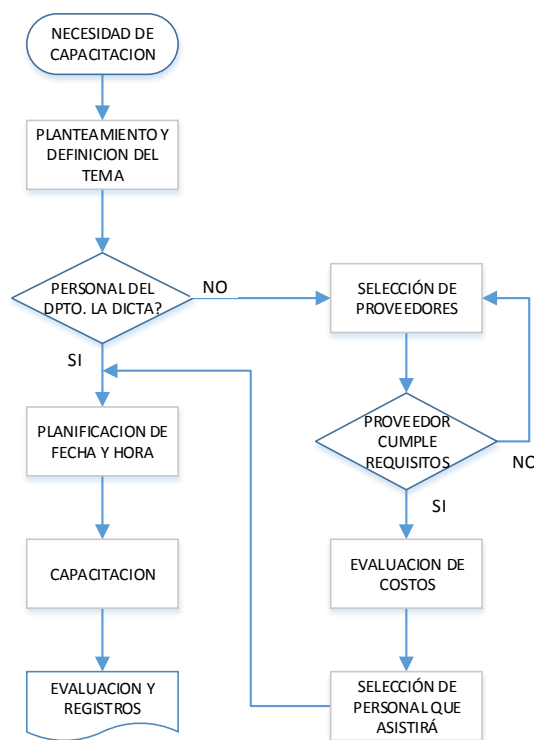 NECESIDAD DE
CAPACITACION
PLANTEAMIENTO Y
DEFINICION DEL
TEMA
PERSONAL DEL
DPTO. LA DICTA?
NO
SI
SELECCIÓN DE
PROVEEDORES
PROVEEDOR
CUMPLE
REQUISITOS
NO
SI
PLANIFICACION DE
FECHA Y HORA
CAPACITACION
EVALUACION DE
COSTOS
EVALUACION Y
REGISTROS
SELECCIÓN DE
PERSONAL QUE
ASISTIRÁ